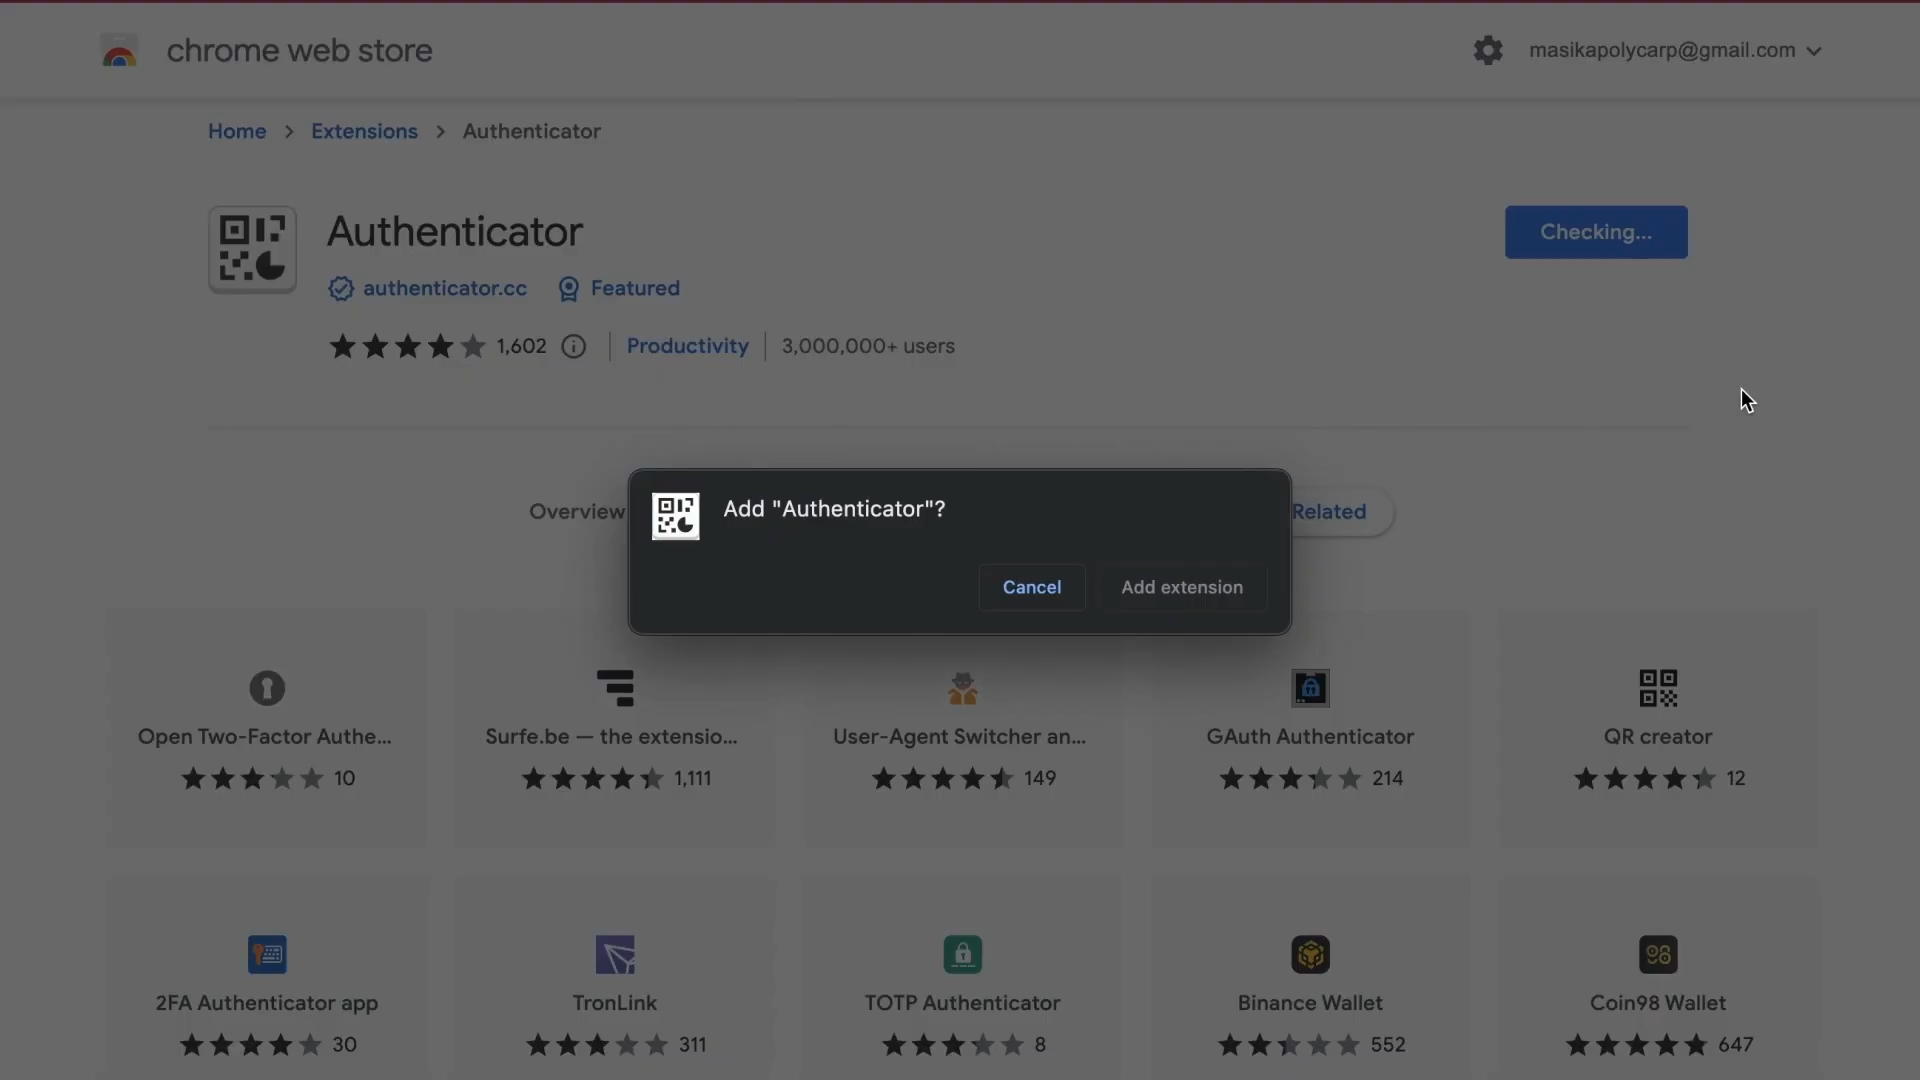 chrome web store
masikapolycarp@gmail.com
Home > Extensions > Authenticator
Authenticator
Checking...
authenticator.cc
Featured
1,602
Productivity
3,000,000+ users
Overview
Related
Add "Authenticator"?
Cancel
Add extension
Open Two-Factor Authe...
10
Surfe.be — the extensio...
1,111
User-Agent Switcher an...
149
GAuth Authenticator
214
QR creator
12
2FA Authenticator app
30
TronLink
311
TOTP Authenticator
8
Binance Wallet
552
Coin98 Wallet
647